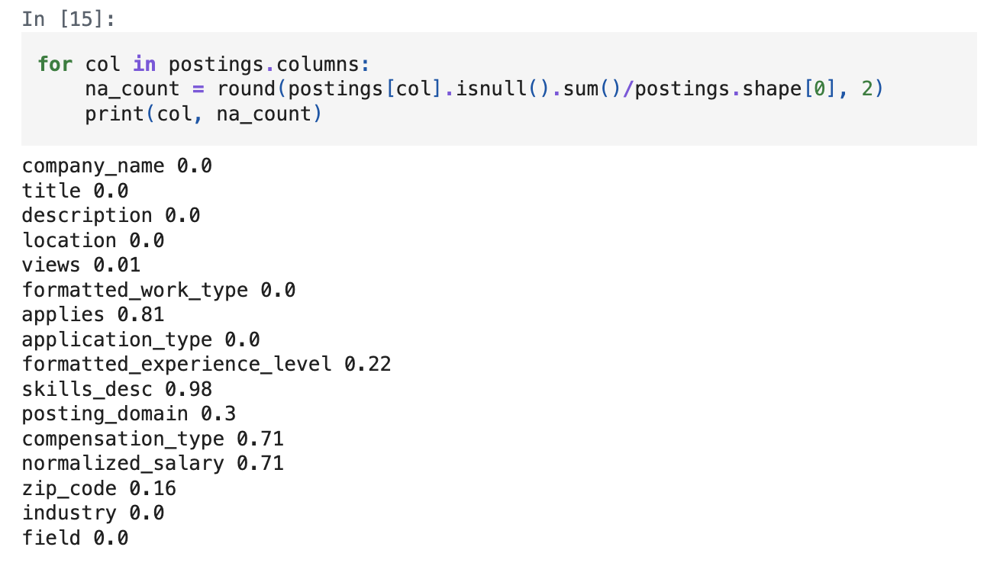 In [15]:
for col in postings.columns:
    na_count = round(postings[col].isnull().sum()/postings.shape[0], 2)
    print(col, na_count)
company_name 0.0
title 0.0
description 0.0
location 0.0
views 0.01
formatted_work_type 0.0
applies 0.81
application_type 0.0
formatted_experience_level 0.22
skills_desc 0.98
posting_domain 0.3
compensation_type 0.71
normalized_salary 0.71
zip_code 0.16
industry 0.0
field 0.0